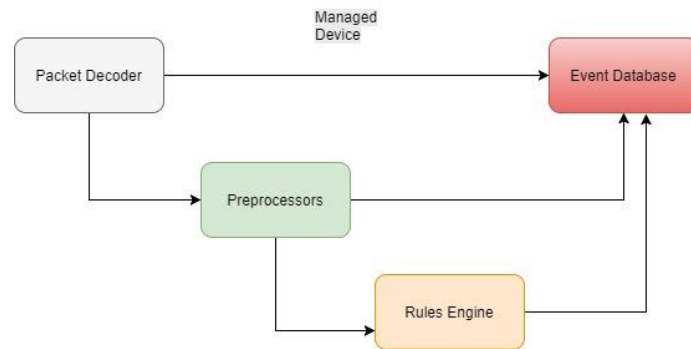 Managed
Device
Packet Decoder
Event Database
Preprocessors
Rules Engine